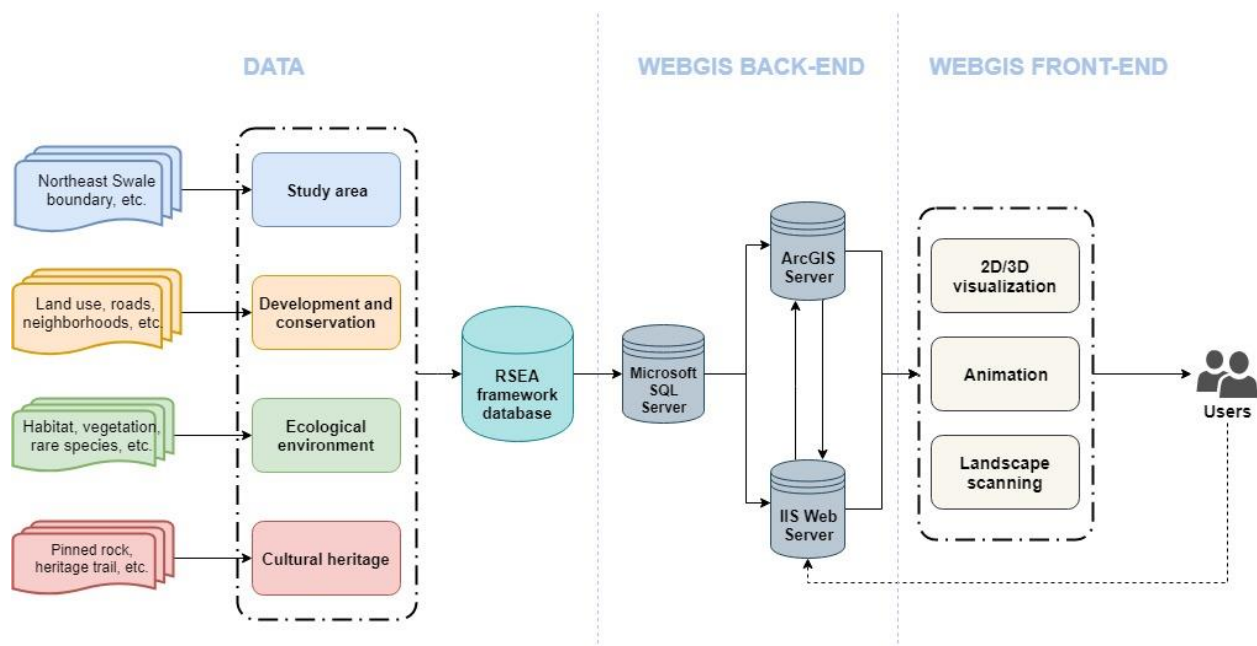 DATA
WEBGIS BACK-END
WEBGIS FRONT-END
Northeast Swale
boundary, etc.
Study area
Land use, roads,
neighborhoods, etc.
Development and
conservation
Habitat, vegetation,
rare species, etc.
Ecological
environment
Pinned rock,
heritage trail, etc.
Cultural heritage
RSEA
framework
database
Microsoft
SQL
Server
ArcGIS
Server
IIS Web
Server
2D/3D
visualization
Animation
Landscape
scanning
Users